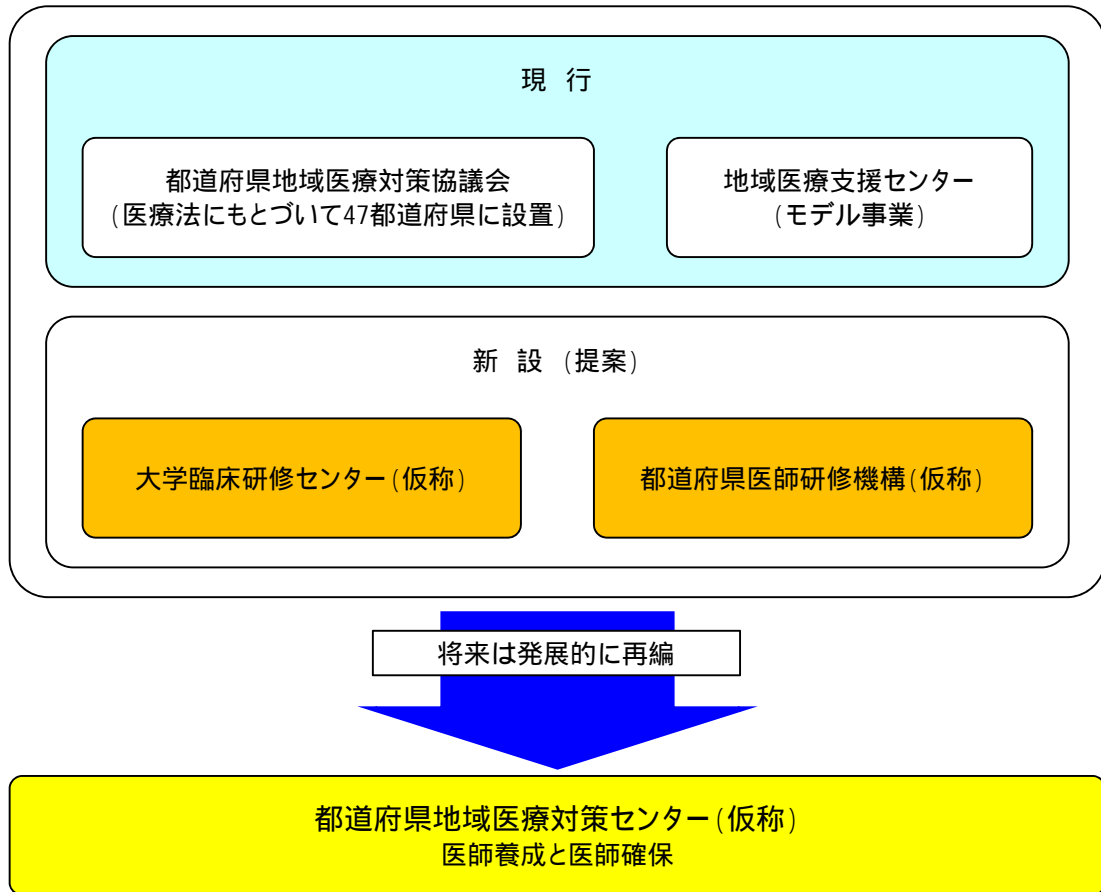 現 行
都道府県地域医療対策協議会
(医療法にもとづいて47都道府県に設置)
地域医療支援センター
(モデル事業)
新 設 (提案)
大学臨床研修センター(仮称)
都道府県医師研修機構(仮称)
将来は発展的に再編
都道府県地域医療対策センター(仮称)
医師養成と医師確保